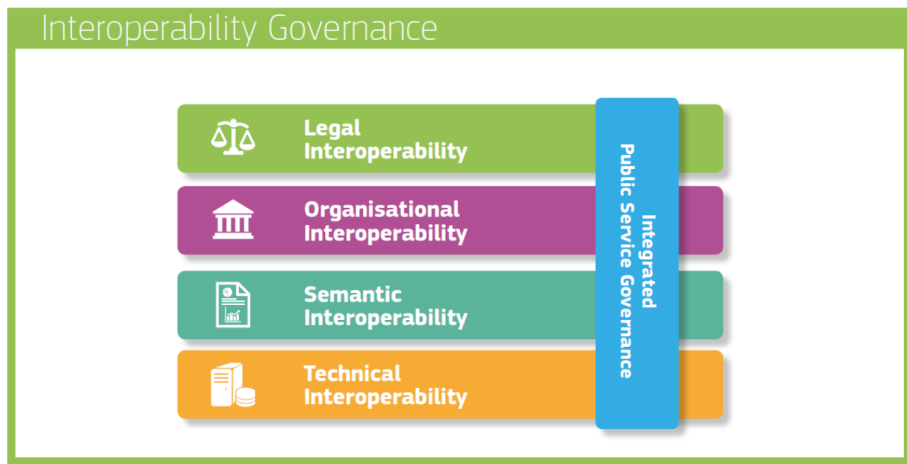 Interoperability Governance
Legal
Interoperability
Organisational
Interoperability
Semantic
Interoperability
Technical
Interoperability
Integrated
Public Service Governance